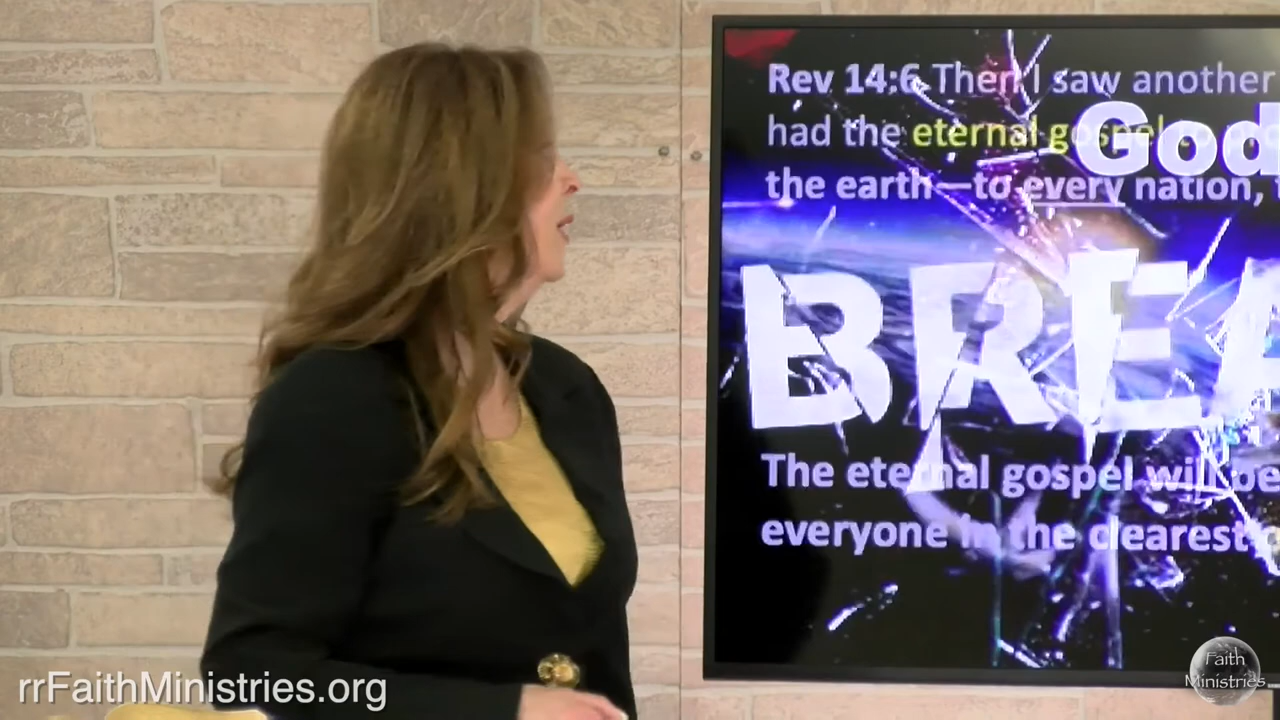 Rev 14:6 Then I saw another
had the eternal gospel
God
the earth—to every nation,
BREA
The eternal gospel will be
everyone in the clearest
rrFaithMinistries.org
Faith
Ministries